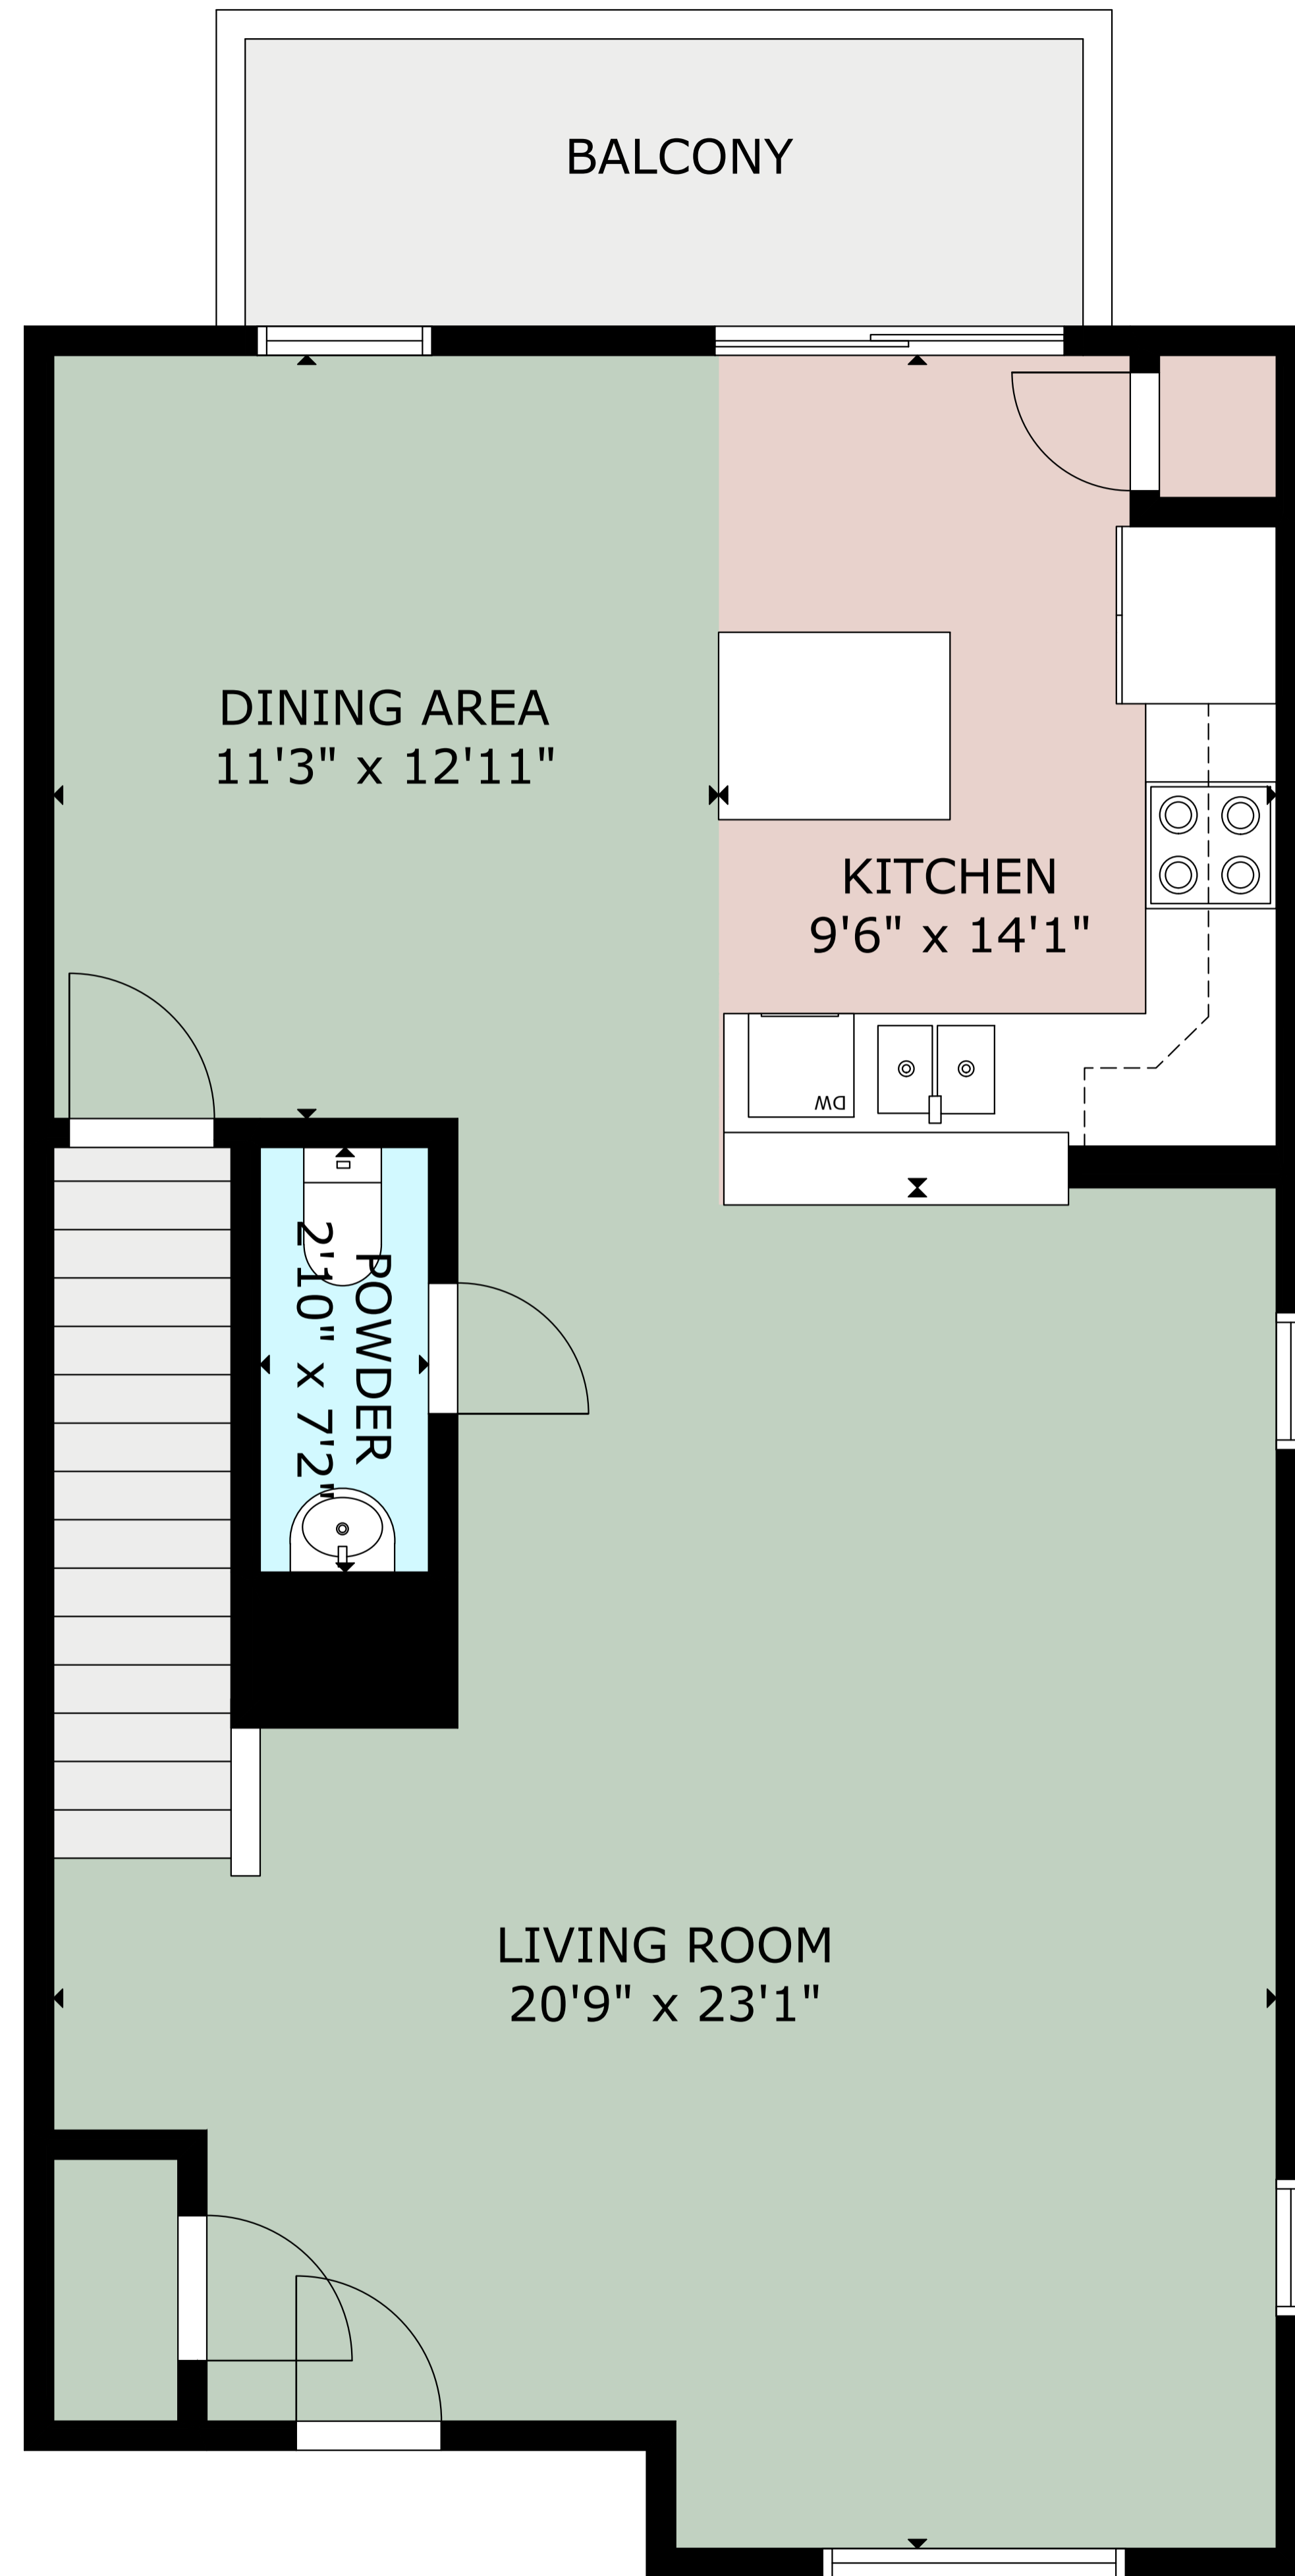 BALCONY
DINING AREA
11'3" x 12'11"
KITCHEN
9'6" x 14'1"
DW
POWDER
2'10" x 7'2"
LIVING ROOM
20'9" x 23'1"